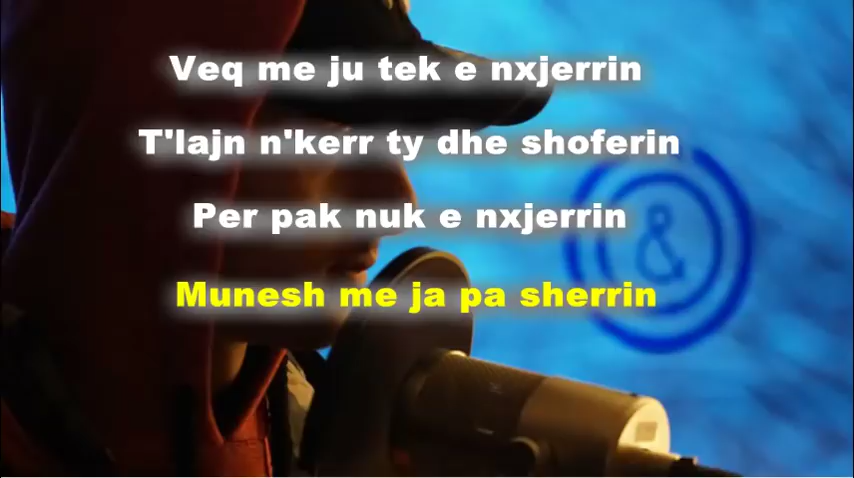 Veq me ju tek e nxjerrin
T'lajn n'kerr ty dhe shoferin
Per pak nuk e nxjerrin
Munesh me ja pa sherrin
&